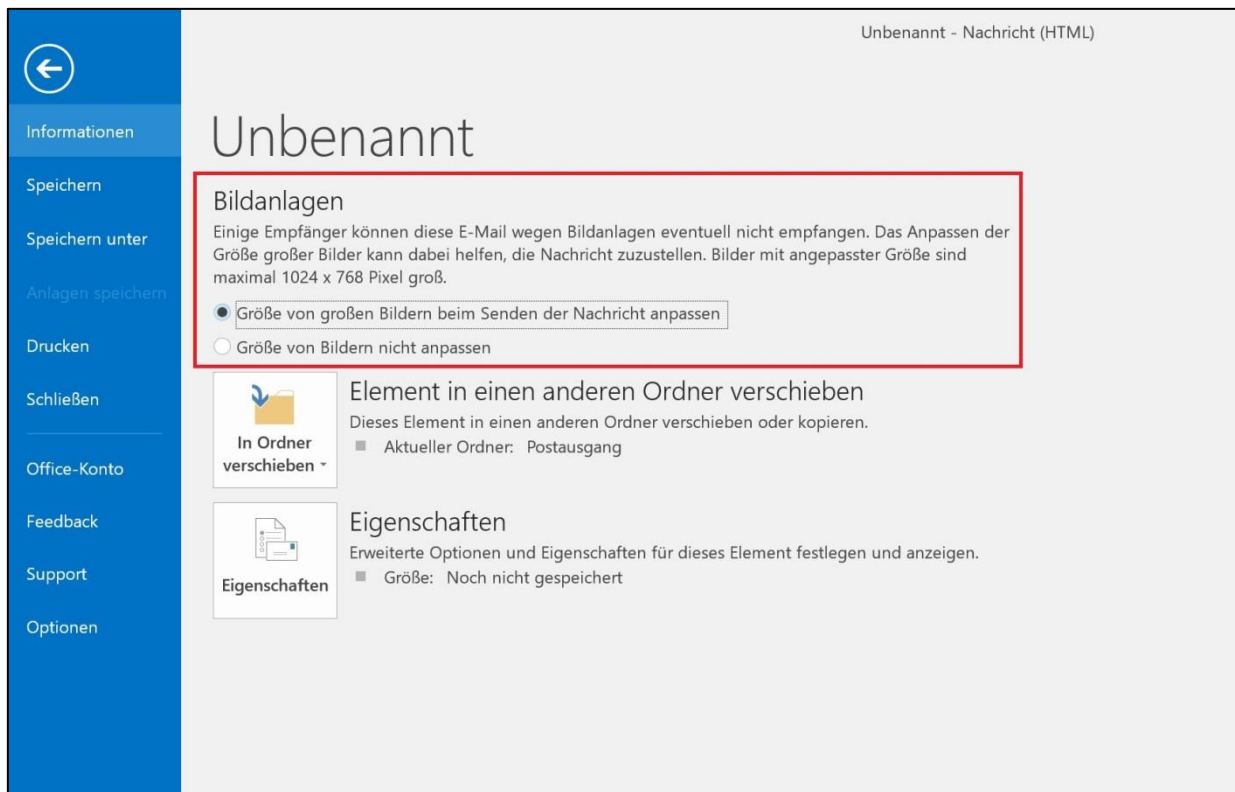 Unbenannt - Nachricht (HTML)
Informationen
Speichern
Speichern unter
Anlagen speichern
Drucken
Schließen
Office-Konto
Feedback
Support
Optionen
Unbenannt
Bildanlagen
Einige Empfänger können diese E-Mail wegen Bildanlagen eventuell nicht empfangen. Das Anpassen der
Größe großer Bilder kann dabei helfen, die Nachricht zuzustellen. Bilder mit angepasster Größe sind
maximal 1024 x 768 Pixel groß.
Größe von großen Bildern beim Senden der Nachricht anpassen
Größe von Bildern nicht anpassen
In Ordner
verschieben
Element in einen anderen Ordner verschieben
Dieses Element in einen anderen Ordner verschieben oder kopieren.
Aktueller Ordner: Postausgang
Eigenschaften
Eigenschaften
Erweiterte Optionen und Eigenschaften für dieses Element festlegen und anzeigen.
Größe: Noch nicht gespeichert